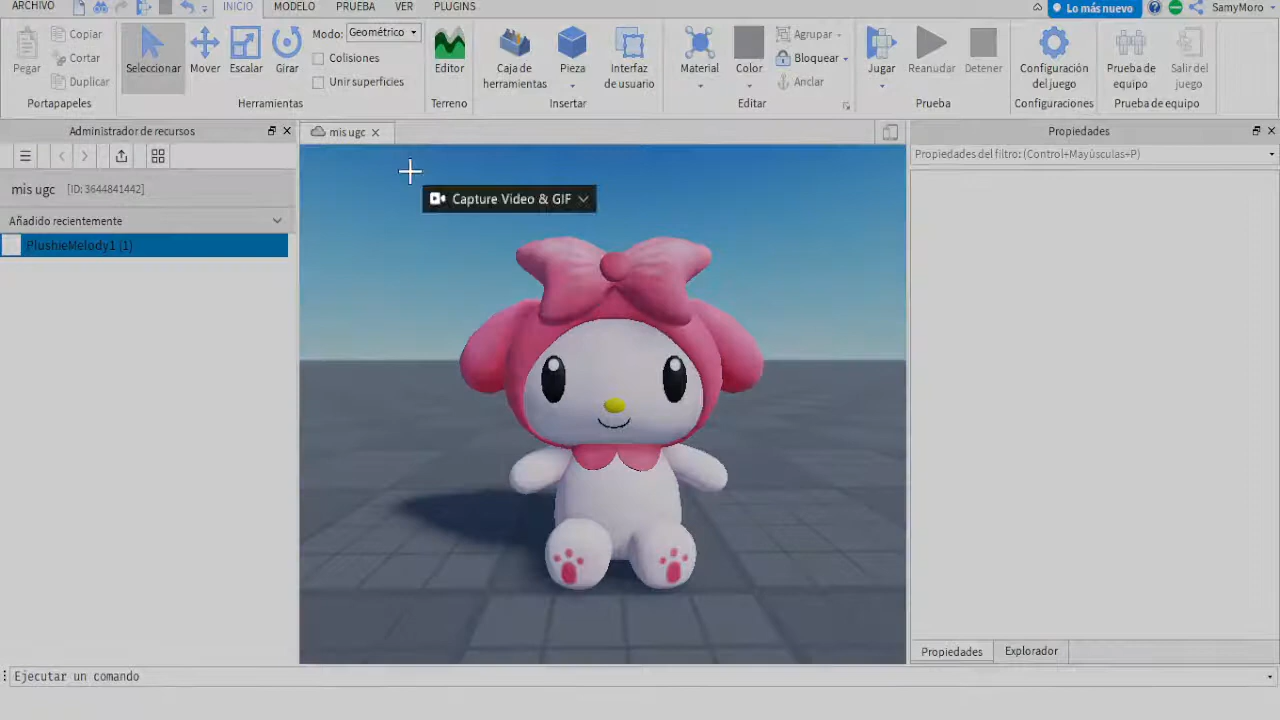 ARCHIVO INICIO MODELO PRUEBA VER PLUGINS Lo más nuevo SamyMoro
Pegar
Copiar
Cortar
Duplicar
Portapapeles
Seleccionar Mover Escalar Girar
Modo: Geométrico
Colisiones
Unir superficies
Herramientas
Editor
Terreno
Caja de herramientas
Pieza
Interfaz de usuario
Insertar
Material
Color
Agrupar
Bloquear
Anclar
Editar
Jugar Reanudar Detener
Prueba
Configuración del juego
Configuraciones
Prueba de equipo
Salir del juego
Prueba de equipo
Administrador de recursos
mis ugc
Propiedades
Propiedades del filtro: (Control+Mayúsculas+P)
mis ugc [ID: 3644841442]
Capture Video & GIF
Añadido recientemente
PlushieMelody1 (1)
Propiedades Explorador
Ejecutar un comando